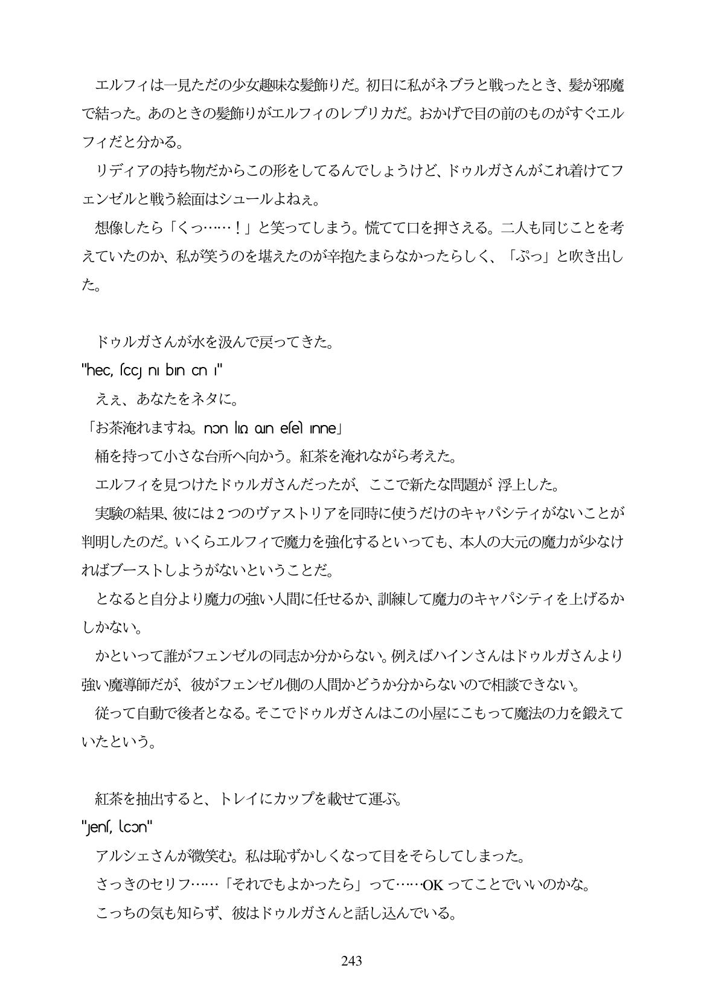 エルフィは一見ただの少女趣味な髪飾りだ。初日に私がネブラと戦ったとき、髪が邪魔
で結った。あのときの髪飾りがエルフィのレプリカだ。おかげで目の前のものがすぐエル
フィだと分かる。
リディアの持ち物だからこの形をしてるんでしょうけど、ドゥルガさんがこれ着けてフ
ェンゼルと戦う絵面はシュールよねぇ。
想像したら「くっ……！」と笑ってしまう。慌てて口を押さえる。二人も同じことを考
えていたのか、私が笑うのを堪えたのが辛抱たまらなかったらしく、「ぷっ」と吹き出し
た。
ドゥルガさんが水を汲んで戻ってきた。
えぇ、あなたをネタに。
「お茶淹れますね。
桶を持って小さな台所へ向かう。紅茶を淹れながら考えた。
エルフィを見つけたドゥルガさんだったが、ここで新たな問題が 浮上した。
実験の結果、彼には 2 つのヴァストリアを同時に使うだけのキャパシティがないことが
判明したのだ。いくらエルフィで魔力を強化するといっても、本人の大元の魔力が少なけ
ればブーストしようがないということだ。
となると自分より魔力の強い人間に任せるか、訓練して魔力のキャパシティを上げるか
しかない。
かといって誰がフェンゼルの同志か分からない。例えばハインさんはドゥルガさんより
強い魔導師だが、彼がフェンゼル側の人間かどうか分からないので相談できない。
従って自動で後者となる。そこでドゥルガさんはこの小屋にこもって魔法の力を鍛えて
いたという。
紅茶を抽出すると、トレイにカップを載せて運ぶ。
アルシェさんが微笑む。私は恥ずかしくなって目をそらしてしまった。
さっきのセリフ……「それでもよかったら」って……OK ってことでいいのかな。
こっちの気も知らず、彼はドゥルガさんと話し込んでいる。
243